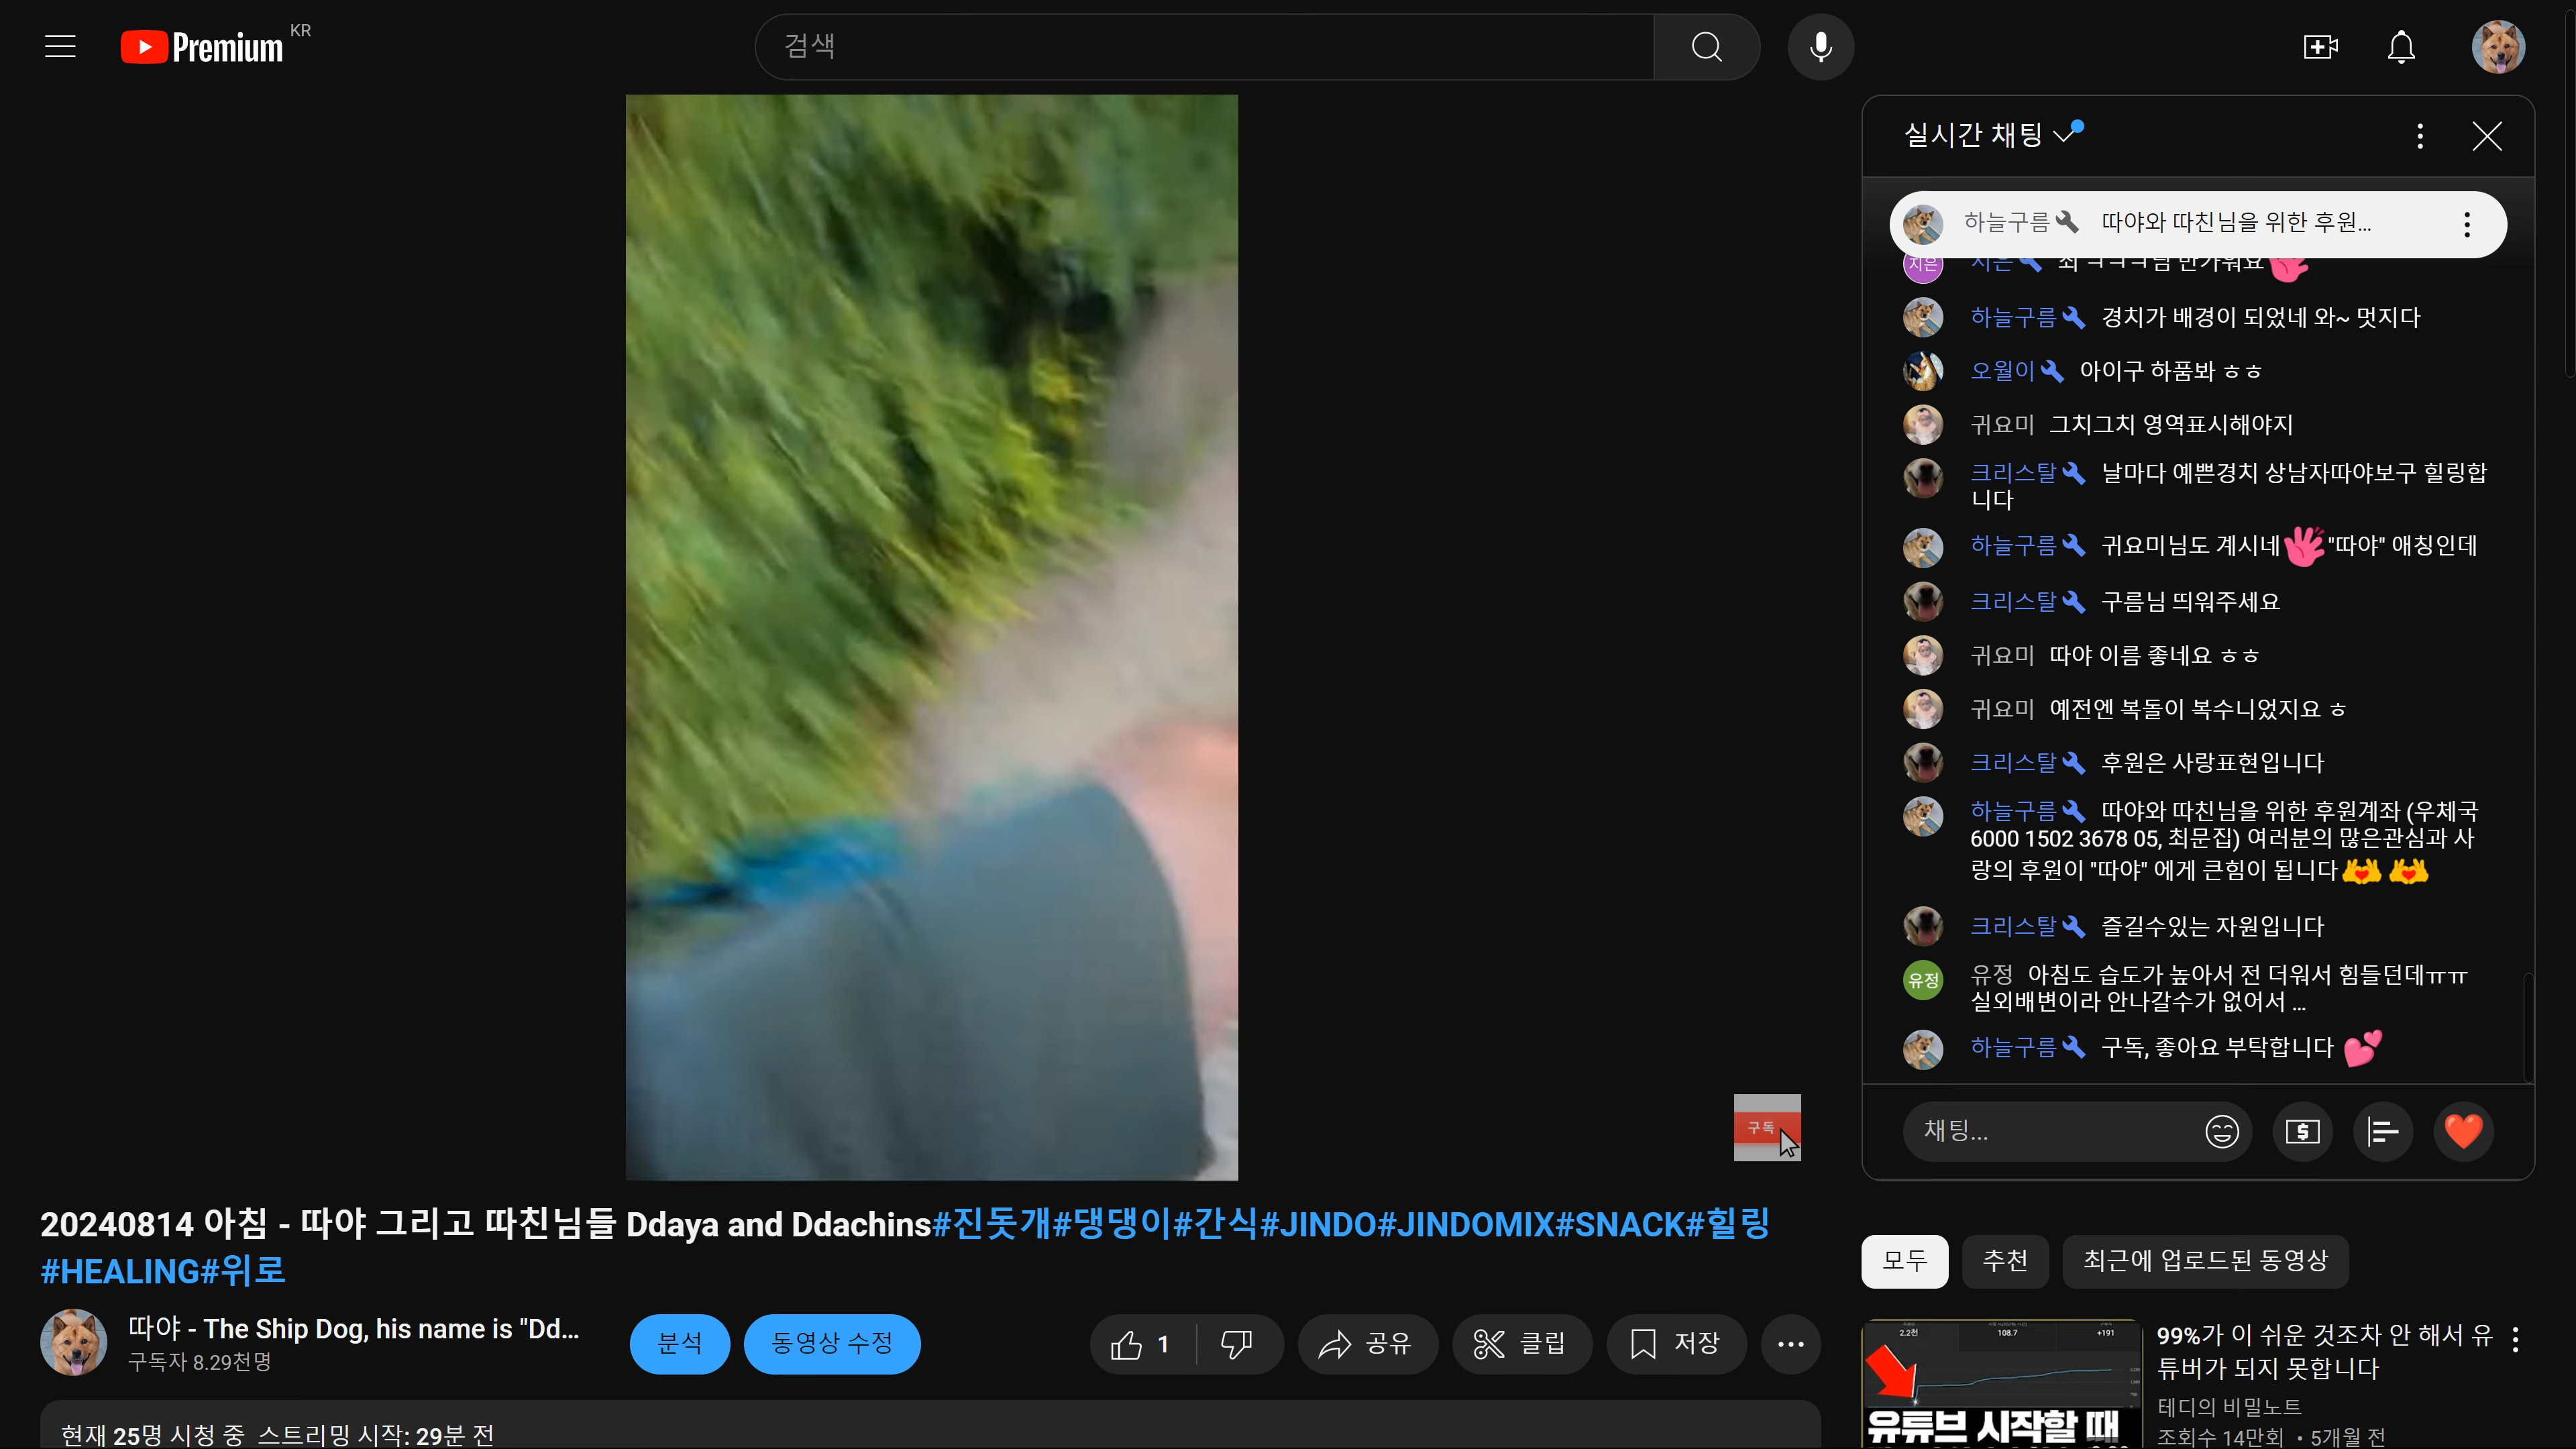 Premium KR
검색
실시간 채팅
하늘구름 따야와 따친님을 위한 후원...
지은 지은
하늘구름 경치가 배경이 되었네 와~ 멋지다
오월이 아이구 하품봐 ㅎㅎ
귀요미 그치그치 영역표시해야지
크리스탈 날마다 예쁜경치 상남자따야보구 힐링합
니다
하늘구름 귀요미님도 계시네 "따야" 애칭인데
크리스탈 구름님 띄워주세요
귀요미 따야 이름 좋네요 ㅎㅎ
귀요미 예전엔 복돌이 복수니었지요 ㅎ
크리스탈 후원은 사랑표현입니다
하늘구름 따야와 따친님을 위한 후원계좌 (우체국
6000 1502 3678 05, 최문집) 여러분의 많은관심과 사
랑의 후원이 "따야" 에게 큰힘이 됩니다
크리스탈 즐길수있는 자원입니다
유정 유정 아침도 습도가 높아서 전 더워서 힘들던데ㅠㅠ
실외배변이라 안나갈수가 없어서 ...
하늘구름 구독, 좋아요 부탁합니다 💕
구독
채팅...
20240814 아침 - 따야 그리고 따친님들 Ddaya and Ddachins#진돗개#댕댕이#간식#JINDO#JINDOMIX#SNACK#힐링
#HEALING#위로
따야 - The Ship Dog, his name is "Dd...
구독자 8.29천명
분석 동영상 수정
1 공유 클립 저장
현재 25명 시청 중 스트리밍 시작: 29분 전
모두 추천 최근에 업로드된 동영상
2.2천 108.7 +191
유튜브 시작할 때
99%가 이 쉬운 것조차 안 해서 유
튜버가 되지 못합니다
테디의 비밀노트
조회수 14만회 • 5개월 전